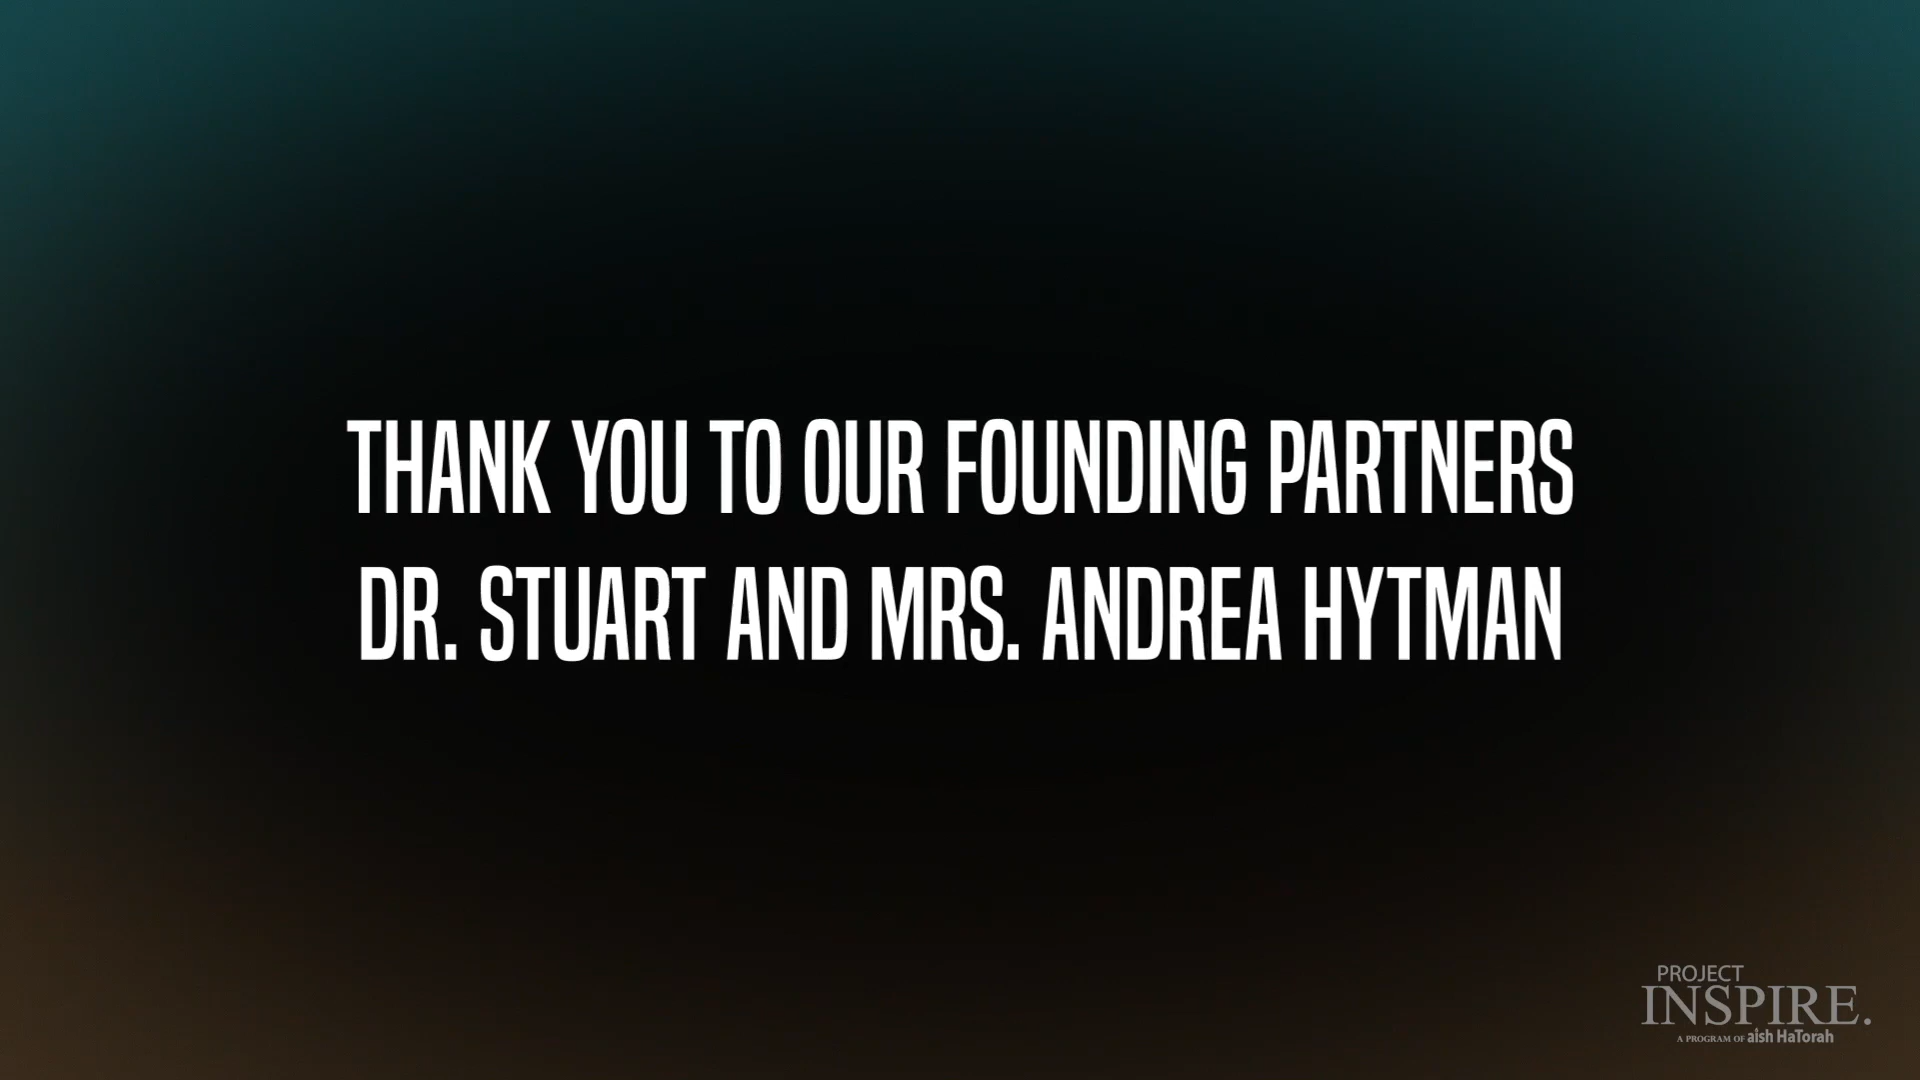 THANK YOU TO OUR FOUNDING PARTNERS
DR. STUART AND MRS. ANDREA HYTMAN
PROJECT
INSPIRE.
A PROGRAM OF aish HaTorah